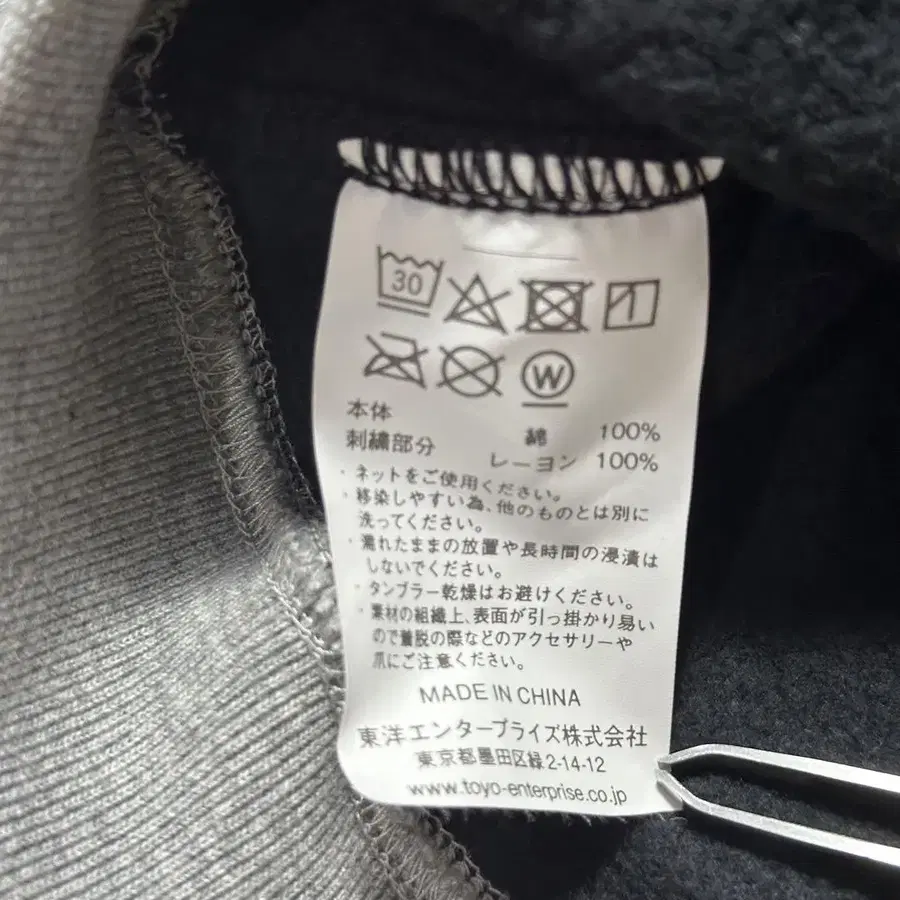 30
W
本体 綿 100%
刺繍部分 レーヨン 100%
・ネットをご使用ください。
・移染しやすい為、他のものとは別に
洗ってください。
・濡れたままの放置や長時間の浸漬は
しないでください。
・タンブラー乾燥はお避けください。
・素材の組織上、表面が引っ掛かり易い
ので着脱の際などのアクセサリーや
爪にご注意ください。
MADE IN CHINA
東洋エンタープライズ株式会社
東京都墨田区緑2-14-12
www.toyo-enterprise.co.jp